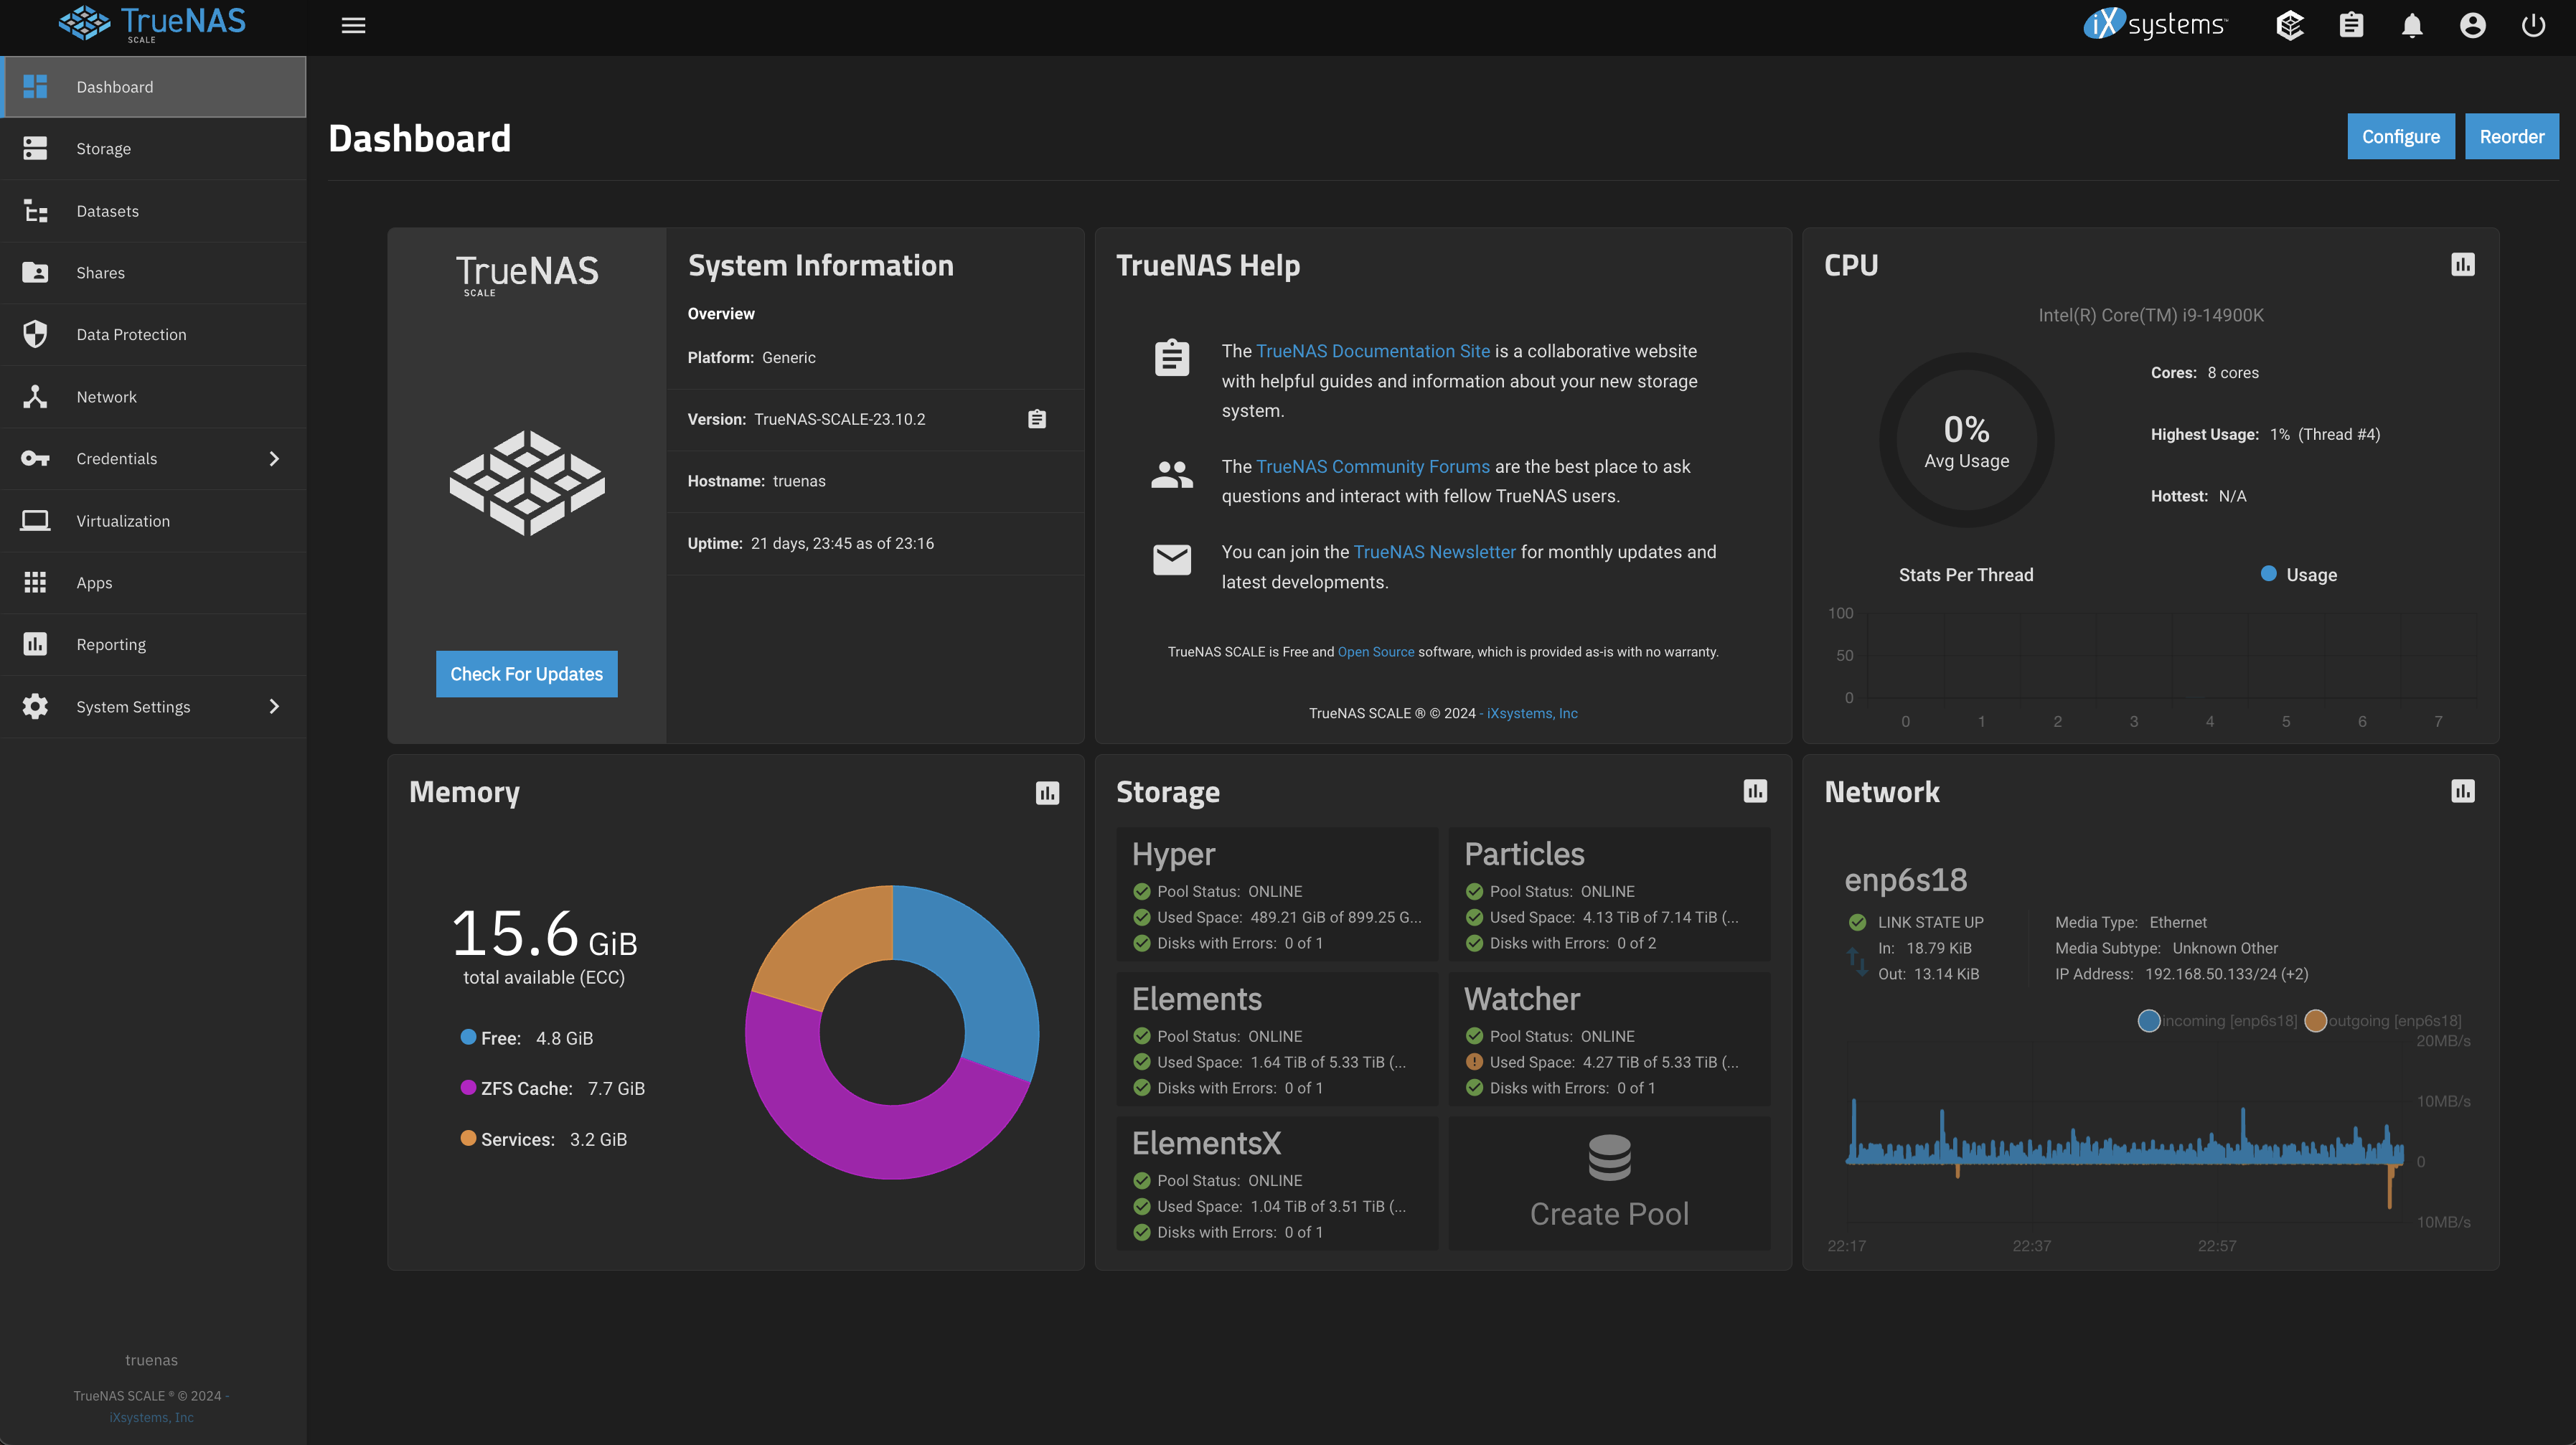 TrueNAS
SCALE
iXsystems™
Dashboard
Storage
Datasets
Shares
Data Protection
Network
Credentials
Virtualization
Apps
Reporting
System Settings
truenas
TrueNAS SCALE ® © 2024 -
iXsystems, Inc
Dashboard
Configure
Reorder
TrueNAS
SCALE
Check For Updates
System Information
Overview
Platform: Generic
Version: TrueNAS-SCALE-23.10.2
Hostname: truenas
Uptime: 21 days, 23:45 as of 23:16
TrueNAS Help
The TrueNAS Documentation Site is a collaborative website
with helpful guides and information about your new storage
system.
The TrueNAS Community Forums are the best place to ask
questions and interact with fellow TrueNAS users.
You can join the TrueNAS Newsletter for monthly updates and
latest developments.
TrueNAS SCALE is Free and Open Source software, which is provided as-is with no warranty.
TrueNAS SCALE ® © 2024 - iXsystems, Inc
CPU
Intel(R) Core(TM) i9-14900K
0%
Avg Usage
Cores: 8 cores
Highest Usage: 1% (Thread #4)
Hottest: N/A
Stats Per Thread
Usage
100
50
0
0 1 2 3 4 5 6 7
Memory
15.6 GiB
total available (ECC)
Free: 4.8 GiB
ZFS Cache: 7.7 GiB
Services: 3.2 GiB
Storage
Hyper
Pool Status: ONLINE
Used Space: 489.21 GiB of 899.25 G...
Disks with Errors: 0 of 1
Particles
Pool Status: ONLINE
Used Space: 4.13 TiB of 7.14 TiB (...
Disks with Errors: 0 of 2
Elements
Pool Status: ONLINE
Used Space: 1.64 TiB of 5.33 TiB (...
Disks with Errors: 0 of 1
Watcher
Pool Status: ONLINE
Used Space: 4.27 TiB of 5.33 TiB (...
Disks with Errors: 0 of 1
ElementsX
Pool Status: ONLINE
Used Space: 1.04 TiB of 3.51 TiB (...
Disks with Errors: 0 of 1
Create Pool
Network
enp6s18
LINK STATE UP
In: 18.79 KiB
Out: 13.14 KiB
Media Type: Ethernet
Media Subtype: Unknown Other
IP Address: 192.168.50.133/24 (+2)
incoming [enp6s18] outgoing [enp6s18]
20MB/s
10MB/s
0
10MB/s
22:17 22:37 22:57